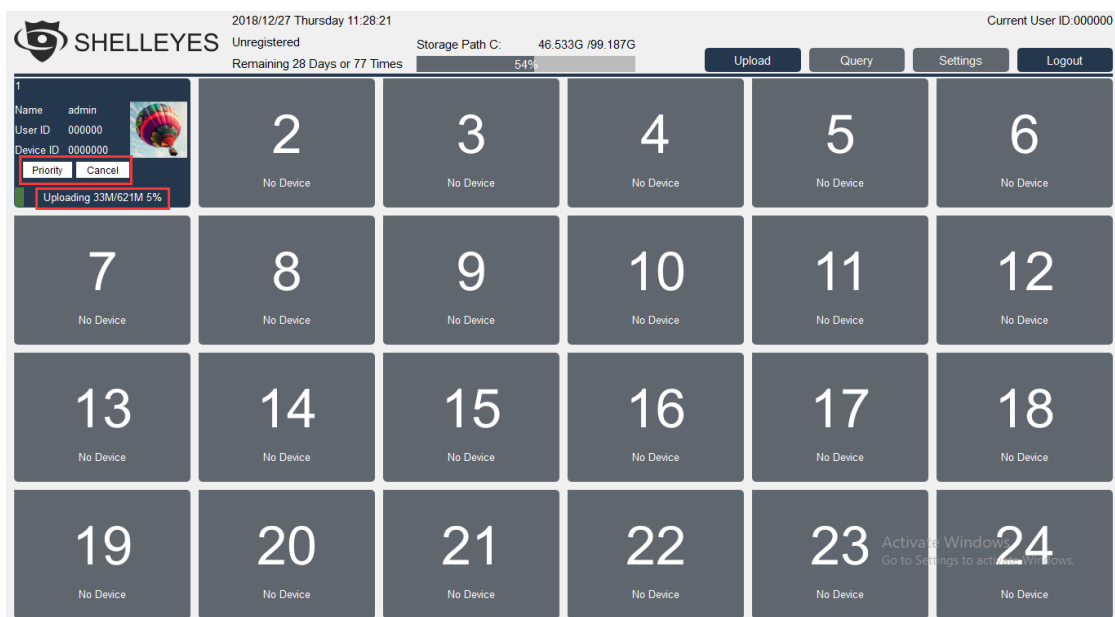 SHELLEYES
2018/12/27 Thursday 11:28:21
Current User ID:000000
Unregistered
Storage Path C: 46.533G /99.187G
Remaining 28 Days or 77 Times
54%
Upload Query Settings Logout
1
Name admin
User ID 000000
Device ID 0000000
Priority Cancel
Uploading 33M/621M 5%
2
No Device
3
No Device
4
No Device
5
No Device
6
No Device
7
No Device
8
No Device
9
No Device
10
No Device
11
No Device
12
No Device
13
No Device
14
No Device
15
No Device
16
No Device
17
No Device
18
No Device
19
No Device
20
No Device
21
No Device
22
No Device
23
No Device
24
No Device
Activate Windows
Go to Settings to activate Windows.